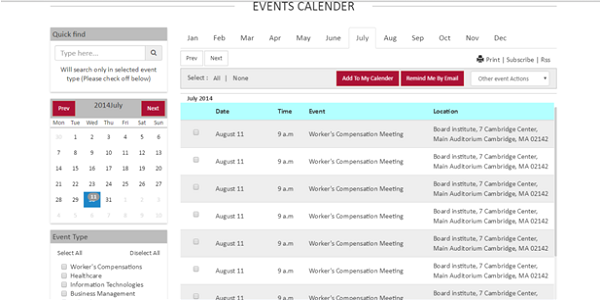 EVENTS CALENDER
Quick find
Type here...
Will search only in selected event
type (Please check off below)
Prev 2014July Next
Mon Tue Wed Thu Fri Sat Sun
30 1 2 3 4 5 6
7 8 9 10 11 12 13
14 15 16 17 18 19 20
21 22 23 24 25 26 27
28 29 31
4 5 6 7 8 9 10
Event Type
Select All Diselect All
Worker's Compensations
Healthcare
Information Technologies
Business Management
Jan Feb Mar Apr May June July Aug Sep Oct Nov Dec
Prev Next Print | Subscribe | Rss
Select : All | None Add To My Calender Remind Me By Email Other event Actions
July 2014
Date Time Event Location
August 11 9 a.m Worker's Compensation Meeting Board institute, 7 Cambridge Center,
Main Auditorium Cambridge, MA 02142
August 11 9 a.m Worker's Compensation Meeting Board institute, 7 Cambridge Center,
Main Auditorium Cambridge, MA 02142
August 11 9 a.m Worker's Compensation Meeting Board institute, 7 Cambridge Center,
Main Auditorium Cambridge, MA 02142
August 11 9 a.m Worker's Compensation Meeting Board institute, 7 Cambridge Center,
Main Auditorium Cambridge, MA 02142
August 11 9 a.m Worker's Compensation Meeting Board institute, 7 Cambridge Center,
Main Auditorium Cambridge, MA 02142
August 11 9 a.m Worker's Compensation Meeting Board institute, 7 Cambridge Center,
Main Auditorium Cambridge, MA 02142
August 11 9 a.m Worker's Compensation Meeting Board institute, 7 Cambridge Center,